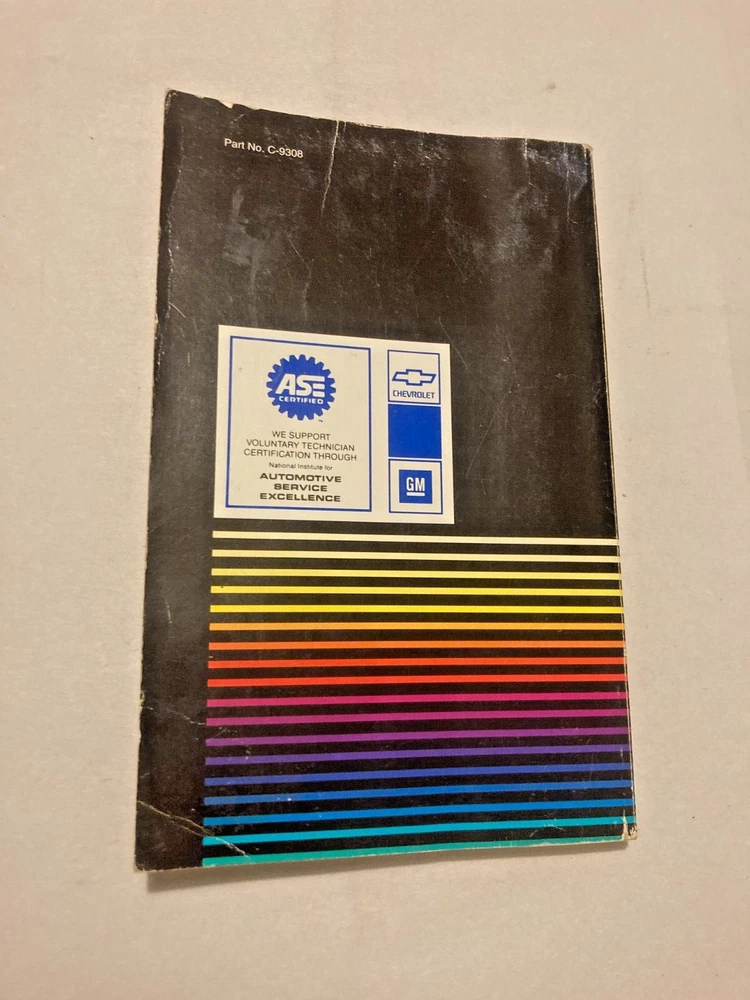 Part No. C-9308
ASE
CERTIFIED
™
WE SUPPORT
VOLUNTARY TECHNICIAN
CERTIFICATION THROUGH
National Institute for
AUTOMOTIVE
SERVICE
EXCELLENCE
CHEVROLET
GM